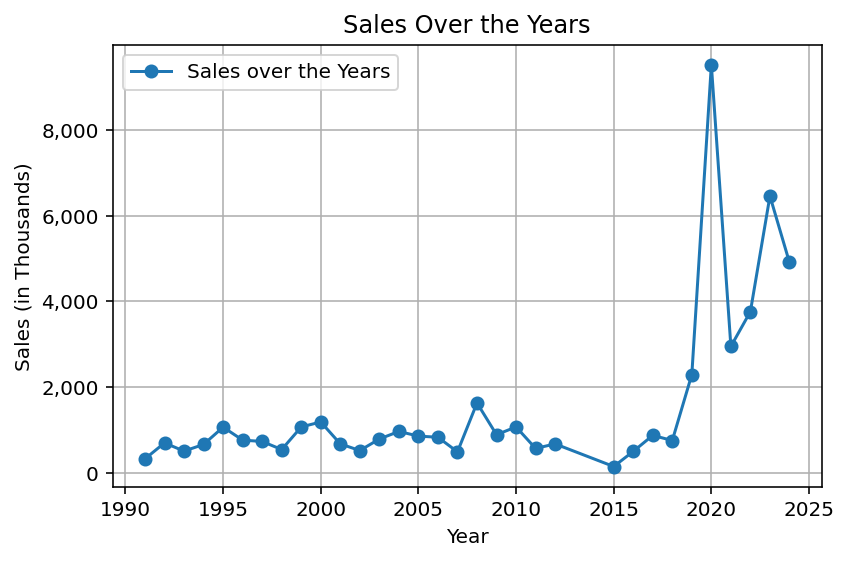 Sales Over the Years
Sales over the Years
8,000
6,000
4,000
2,000
0
Sales (in Thousands)
1990 1995 2000 2005 2010 2015 2020 2025
Year